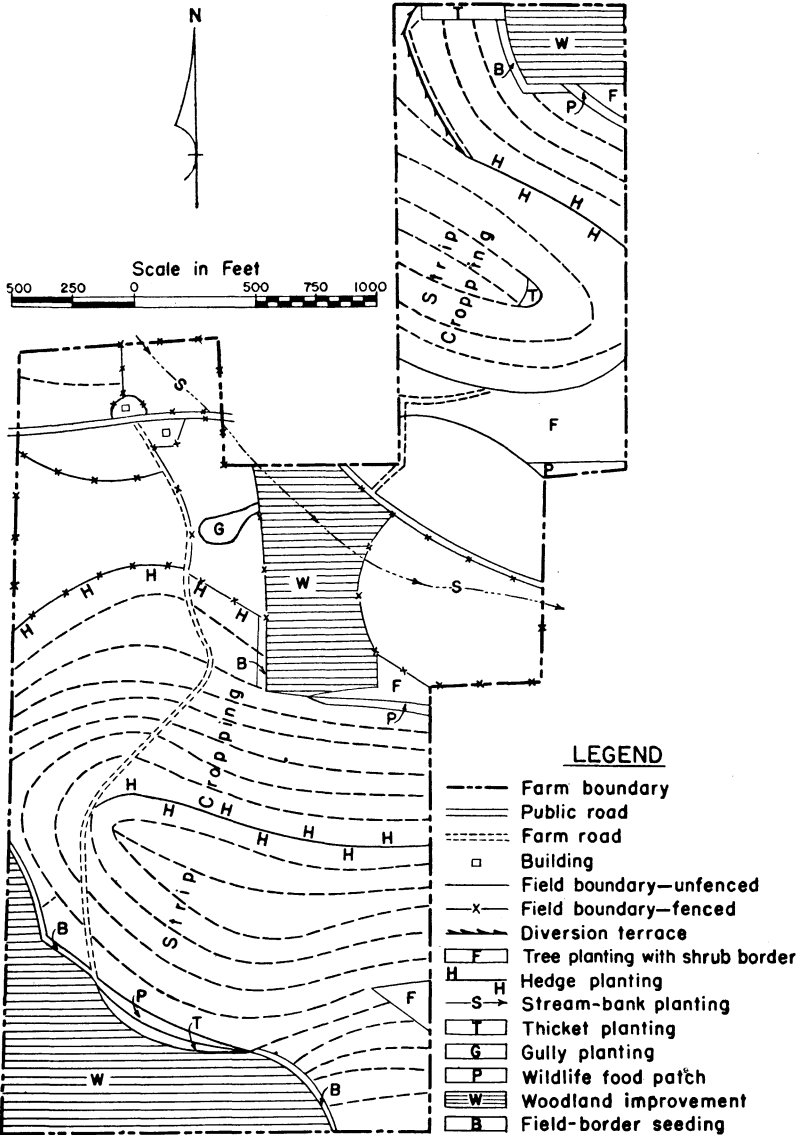 N
T
W
B
F
P
H
H
H
H
Strip
Cropping
T
Scale in Feet
500 250 0 500 750 1000
S
F
P
G
W
S
H
H
H
H
H
B
F
P
Cropping
H
H
H
H
H
H
H
Strip
B
P
T
F
W
B
LEGEND
Farm boundary
Public road
Farm road
Building
Field boundary—unfenced
Field boundary—fenced
Diversion terrace
F Tree planting with shrub border
H H Hedge planting
S Stream-bank planting
T Thicket planting
G Gully planting
P Wildlife food patch
W Woodland improvement
B Field-border seeding